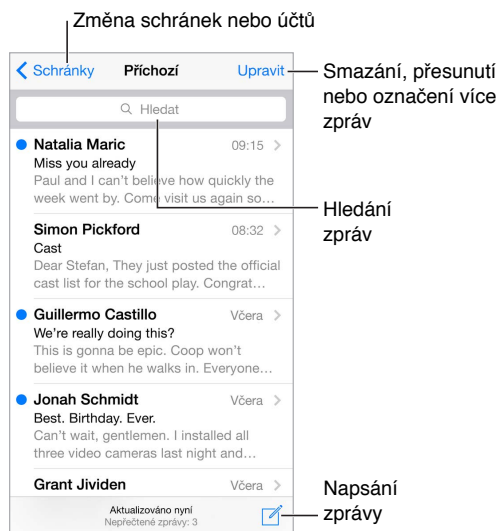 Změna schránek nebo účtů
Schránky Příchozí Upravit
Smazání, přesunutí
nebo označení více
zpráv
Hledat
Natalia Maric 09:15
Miss you already
Paul and I can't believe how quickly the
week went by. Come visit us again so...
Hledání
zpráv
Simon Pickford 08:32
Cast
Dear Stefan, They just posted the official
cast list for the school play. Congrat...
Guillermo Castillo Včera
We're really doing this?
This is gonna be epic. Coop won't
believe it when he walks in. Everyone...
Jonah Schmidt Včera
Best. Birthday. Ever.
Can't wait, gentlemen. I installed all
three video cameras last night and...
Grant Jividen Včera
Aktualizováno nyní
Nepřečtené zprávy: 3
Napsání
zprávy